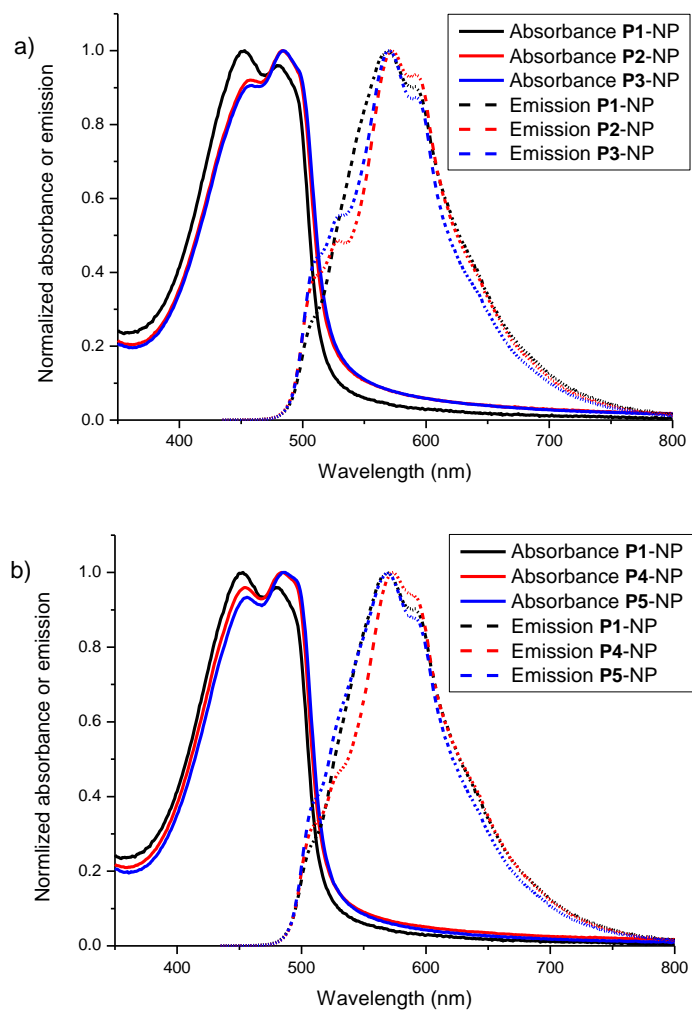 a)
Normalized absorbance or emission
1.0
0.8
0.6
0.4
0.2
0.0
400
500
600
700
800
Wavelength (nm)
Absorbance P1-NP
Absorbance P2-NP
Absorbance P3-NP
Emission P1-NP
Emission P2-NP
Emission P3-NP
b)
Normlized absorbance or emission
1.0
0.8
0.6
0.4
0.2
0.0
400
500
600
700
800
Wavelength (nm)
Absorbance P1-NP
Absorbance P4-NP
Absorbance P5-NP
Emission P1-NP
Emission P4-NP
Emission P5-NP